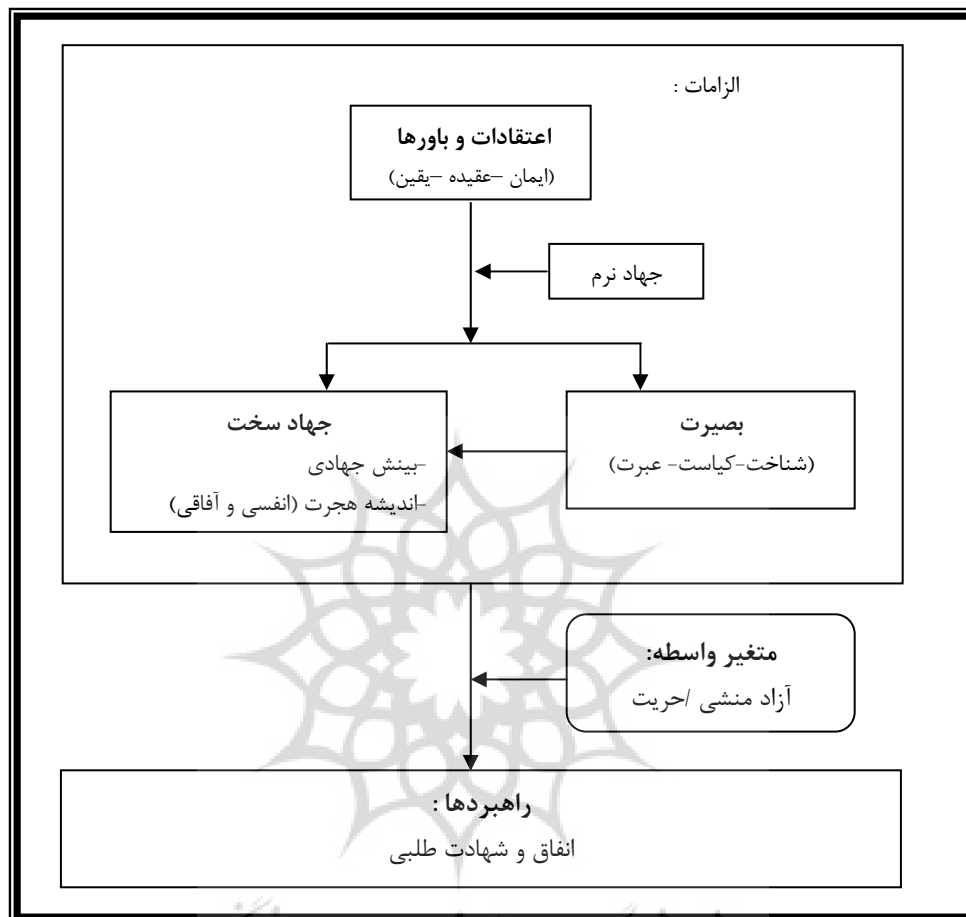 الزامات :
اعتقادات و باورها
(ایمان –عقیده –یقین)
جهاد نرم
بصیرت
(شناخت-کیاست- عبرت)
جهاد سخت
-بینش جهادی
-اندیشه هجرت (انفسی و آفاقی)
متغیر واسطه:
آزاد منشی /حریت
راهبردها :
انفاق و شهادت طلبی